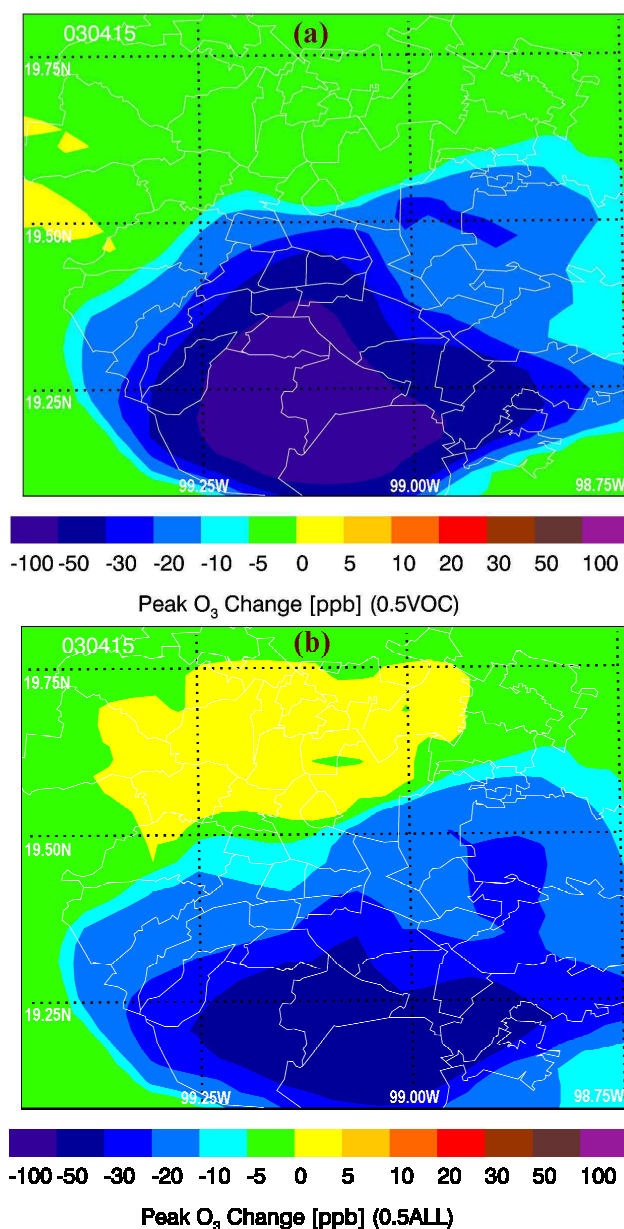 030415 (a)
19.75N
19.50N
19.25N
99.25W 99.00W 98.75W
-100 -50 -30 -20 -10 -5 0 5 10 20 30 50 100
Peak O₃ Change [ppb] (0.5VOC)
030415 (b)
19.75N
19.50N
19.25N
99.25W 99.00W 98.75W
-100 -50 -30 -20 -10 -5 0 5 10 20 30 50 100
Peak O₃ Change [ppb] (0.5ALL)